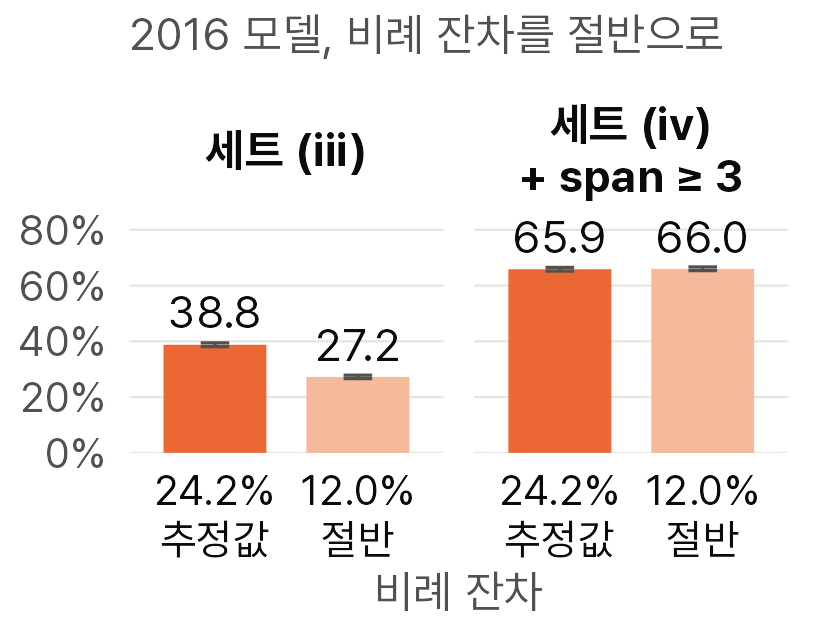 2016 모델, 비례 잔차를 절반으로
세트 (iii)
세트 (iv)
+ span ≥ 3
80%
60%
40%
20%
0%
38.8
27.2
65.9
66.0
24.2%
추정값
12.0%
절반
24.2%
추정값
12.0%
절반
비례 잔차